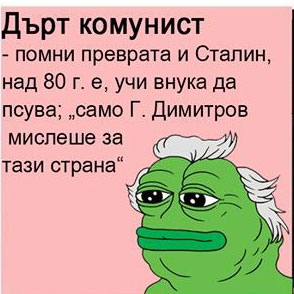 Дърт комунист
- помни преврата и Сталин,
над 80 г. е, учи внука да
псува; „само Г. Димитров
мислеше за
тази страна“